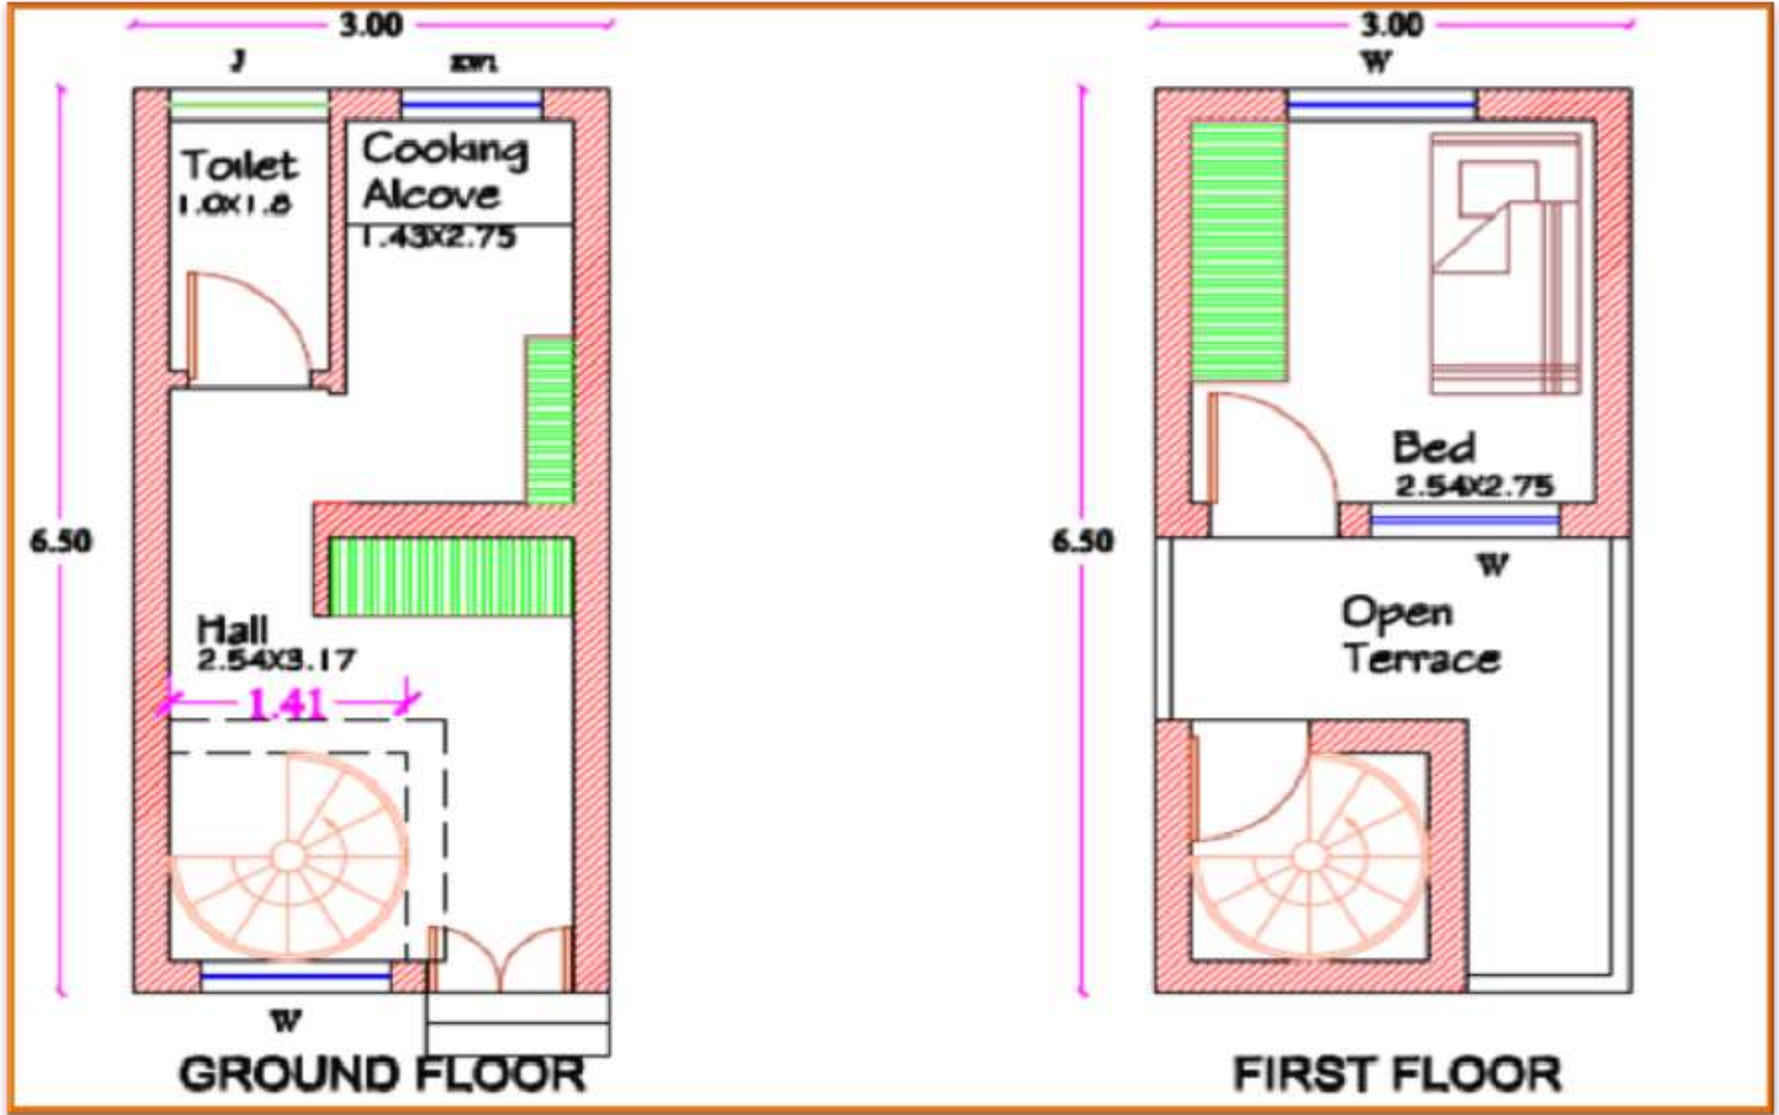 3.00
J
KW1
6.50
Toilet
1.0X1.8
Cooking
Alcove
1.43X2.75
Hall
2.54X3.17
1.41
W
GROUND FLOOR
3.00
W
6.50
Bed
2.54X2.75
W
Open
Terrace
FIRST FLOOR